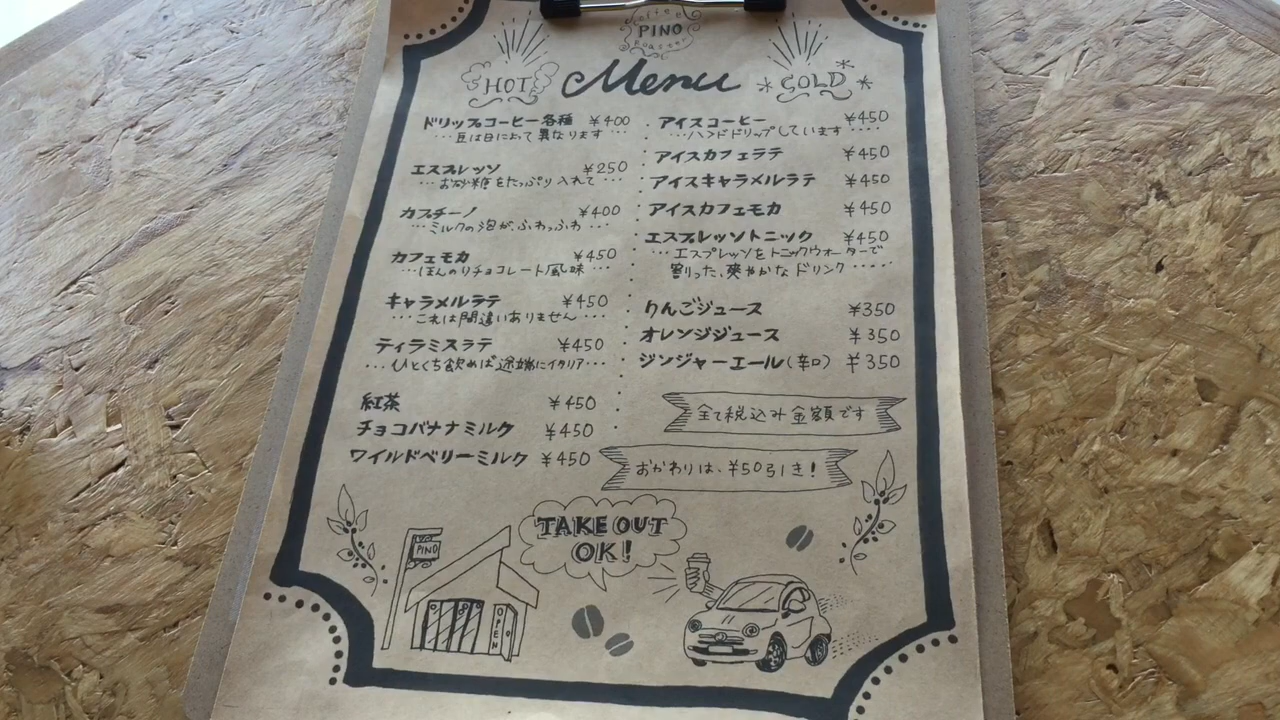 Coffee
PINO
Roaster
HOT
Menu
COLD
ドリップコーヒー各種 ¥400
・・・豆は日によって異なります・・・
エスプレッソ ¥250
・・・お砂糖をたっぷり入れて・・・
カプチーノ ¥400
・・・ミルクの泡がふわっふわ・・・
カフェモカ ¥450
・・・ほんのりチョコレート風味・・・
キャラメルラテ ¥450
・・・これは間違いありません・・・
ティラミスラテ ¥450
・・・ひとくち飲めば途端にイタリア・・・
紅茶 ¥450
チョコバナナミルク ¥450
ワイルドベリーミルク ¥450
アイスコーヒー ¥450
・・・ハンドドリップしています・・・・
アイスカフェラテ ¥450
アイスキャラメルラテ ¥450
アイスカフェモカ ¥450
エスプレッソトニック ¥450
・・・エスプレッソをトニックウォーターで
割った、爽やかなドリンク・・・・・
りんごジュース ¥350
オレンジジュース ¥350
ジンジャーエール(辛口) ¥350
全て税込み金額です
おかわりは、¥50引き!
TAKE OUT
OK!
PINO
OPEN